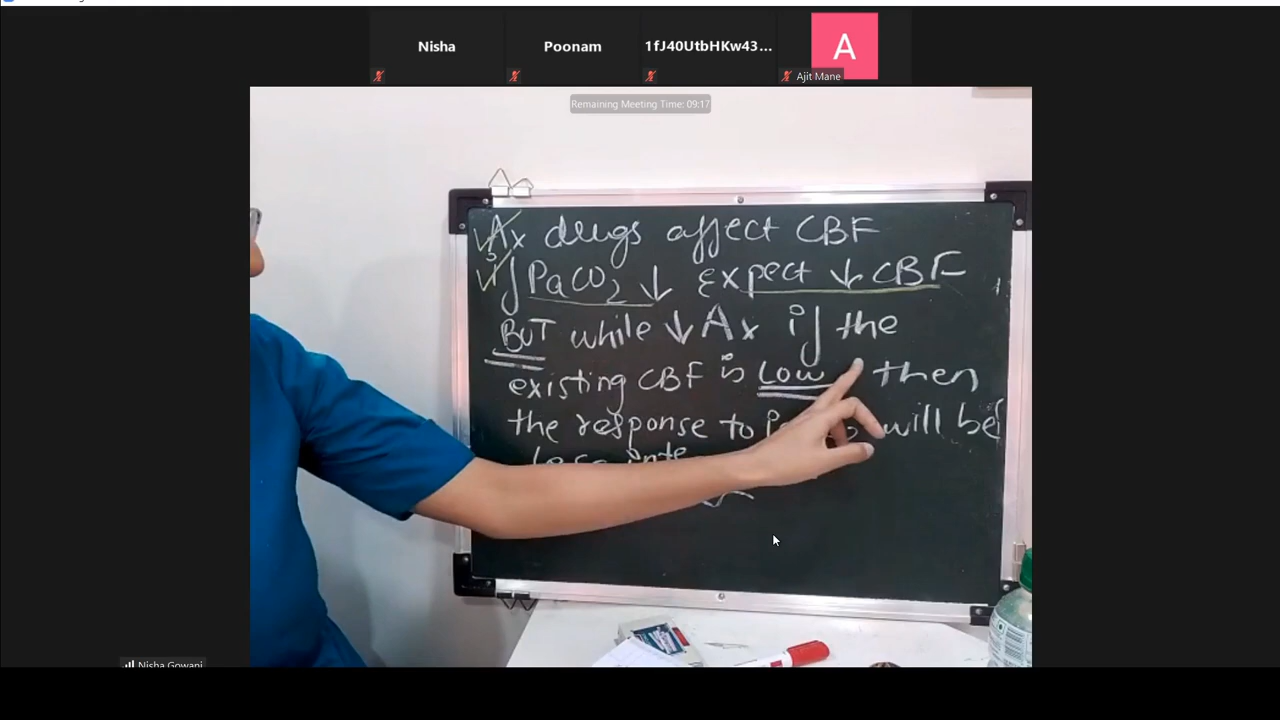 Nisha
Poonam
1fJ40UtbHKw43...
Ajit Mane
Remaining Meeting Time: 09:17
Ax drugs affect CBF
If PaCO2 ↓ expect ↓ CBF
BUT while ↓ Ax if the
existing CBF is LOW then
the response to will be
Nisha Gowani